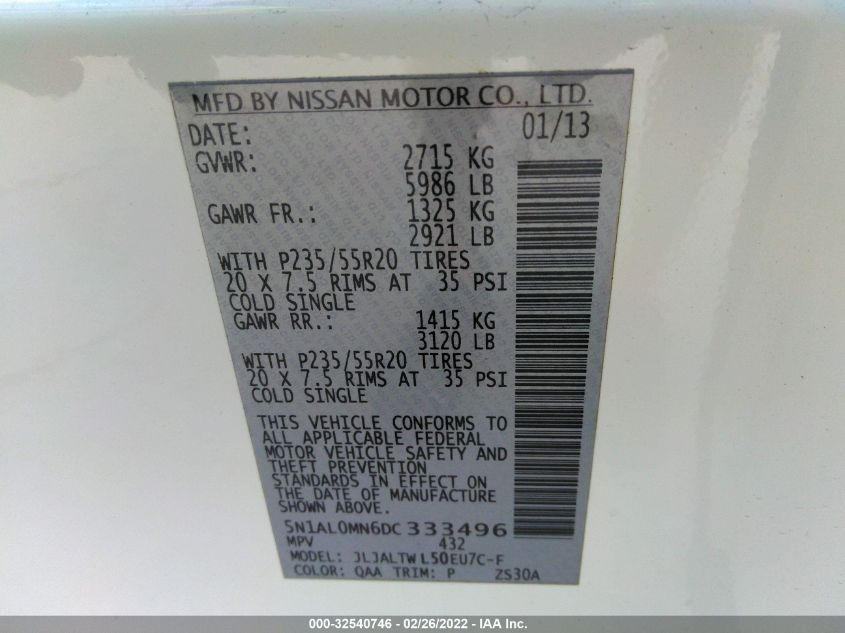 MFD BY NISSAN MOTOR CO., LTD.
DATE: 01/13
GVWR: 2715 KG
5986 LB
GAWR FR.: 1325 KG
2921 LB
WITH P235/55R20 TIRES
20 X 7.5 RIMS AT 35 PSI
COLD SINGLE
GAWR RR.: 1415 KG
3120 LB
WITH P235/55R20 TIRES
20 X 7.5 RIMS AT 35 PSI
COLD SINGLE
THIS VEHICLE CONFORMS TO
ALL APPLICABLE FEDERAL
MOTOR VEHICLE SAFETY AND
THEFT PREVENTION
STANDARDS IN EFFECT ON
THE DATE OF MANUFACTURE
SHOWN ABOVE.
5N1AL0MN6DC 333496
MPV 432
MODEL: JLJALTWL50EU7C-F
COLOR: QAA TRIM: P ZS30A
000-32540746 - 02/26/2022 - IAA Inc.